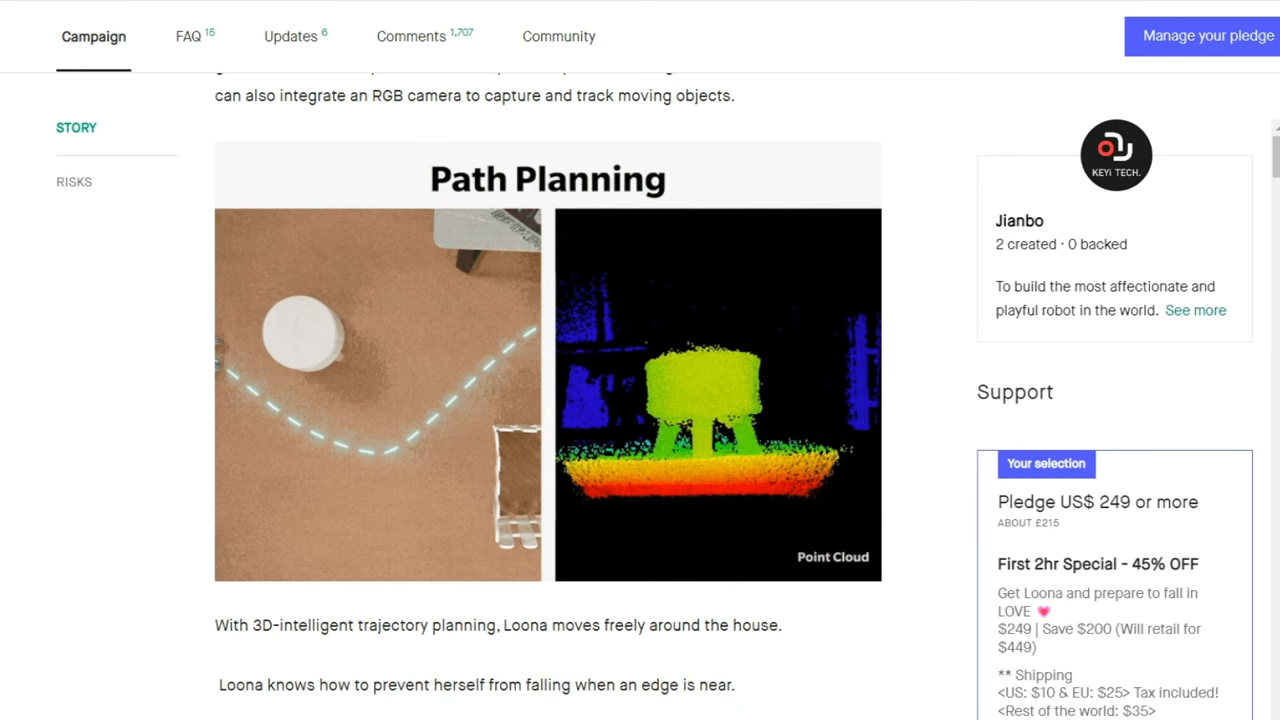 Campaign
FAQ 15
Updates 6
Comments 1,707
Community
Manage your pledge
can also integrate an RGB camera to capture and track moving objects.
STORY
RISKS
Path Planning
Point Cloud
With 3D-intelligent trajectory planning, Loona moves freely around the house.
Loona knows how to prevent herself from falling when an edge is near.
KEYi TECH.
Jianbo
2 created · 0 backed
To build the most affectionate and
playful robot in the world. See more
Support
Your selection
Pledge US$ 249 or more
ABOUT £215
First 2hr Special - 45% OFF
Get Loona and prepare to fall in
LOVE 💗
$249 | Save $200 (Will retail for
$449)
** Shipping
<US: $10 & EU: $25> Tax included!
<Rest of the world: $35>